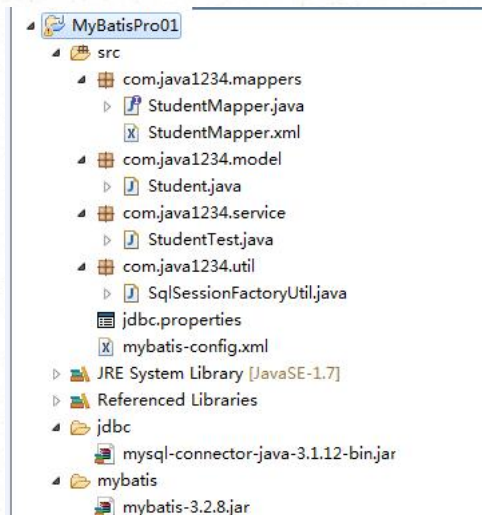 MyBatisPro01
src
com.java1234.mappers
StudentMapper.java
StudentMapper.xml
com.java1234.model
Student.java
com.java1234.service
StudentTest.java
com.java1234.util
SqlSessionFactoryUtil.java
jdbc.properties
mybatis-config.xml
JRE System Library [JavaSE-1.7]
Referenced Libraries
jdbc
mysql-connector-java-3.1.12-bin.jar
mybatis
mybatis-3.2.8.jar